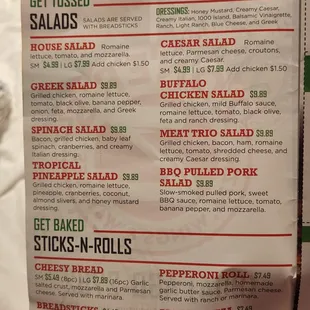 GET TOSSED
SALADS
SALADS ARE SERVED
WITH BREADSTICKS
DRESSINGS: Honey Mustard, Creamy Caesar,
Creamy Italian, 1000 Island, Balsamic Vinaigrette,
Ranch, Light Ranch, Blue Cheese, and Greek
HOUSE SALAD Romaine
lettuce, tomato, and mozzarella.
SM $4.99 | LG $7.99 Add chicken $1.50
GREEK SALAD $9.89
Grilled chicken, romaine lettuce,
tomato, black olive, banana pepper,
onion, feta, mozzarella, and Greek
dressing.
SPINACH SALAD $9.89
Grilled chicken, bacon, baby leaf
spinach, cranberries, and creamy
Italian dressing.
TROPICAL
PINEAPPLE SALAD $9.89
Grilled chicken, romaine lettuce,
pineapple, cranberries, coconut,
almond slivers, and honey mustard
dressing.
CAESAR SALAD Romaine
lettuce, Parmesan cheese, croutons,
and creamy Caesar.
SM $4.99 | LG $7.99 Add chicken $1.50
BUFFALO
CHICKEN SALAD $9.89
Grilled chicken, mild Buffalo sauce,
romaine lettuce, tomato, black olive,
feta and ranch dressing.
MEAT TRIO SALAD $9.89
Grilled chicken, bacon, ham, romaine
lettuce, tomato, shredded cheese, and
creamy Caesar dressing.
BBQ PULLED PORK
SALAD $9.89
Slow-smoked pulled pork, sweet
BBQ sauce, romaine lettuce, tomato,
banana pepper, and mozzarella.
GET BAKED
STICKS-N-ROLLS
CHEESY BREAD
SM $5.49 (8pc) | LG $7.89 (16pc) Garlic
salted crust, mozzarella and Parmesan
cheese. Served with marinara.
PEPPERONI ROLL $7.49
Pepperoni, mozzarella, homemade
garlic butter sauce, Parmesan cheese.
Served with ranch or marinara.
BREADSTICKS